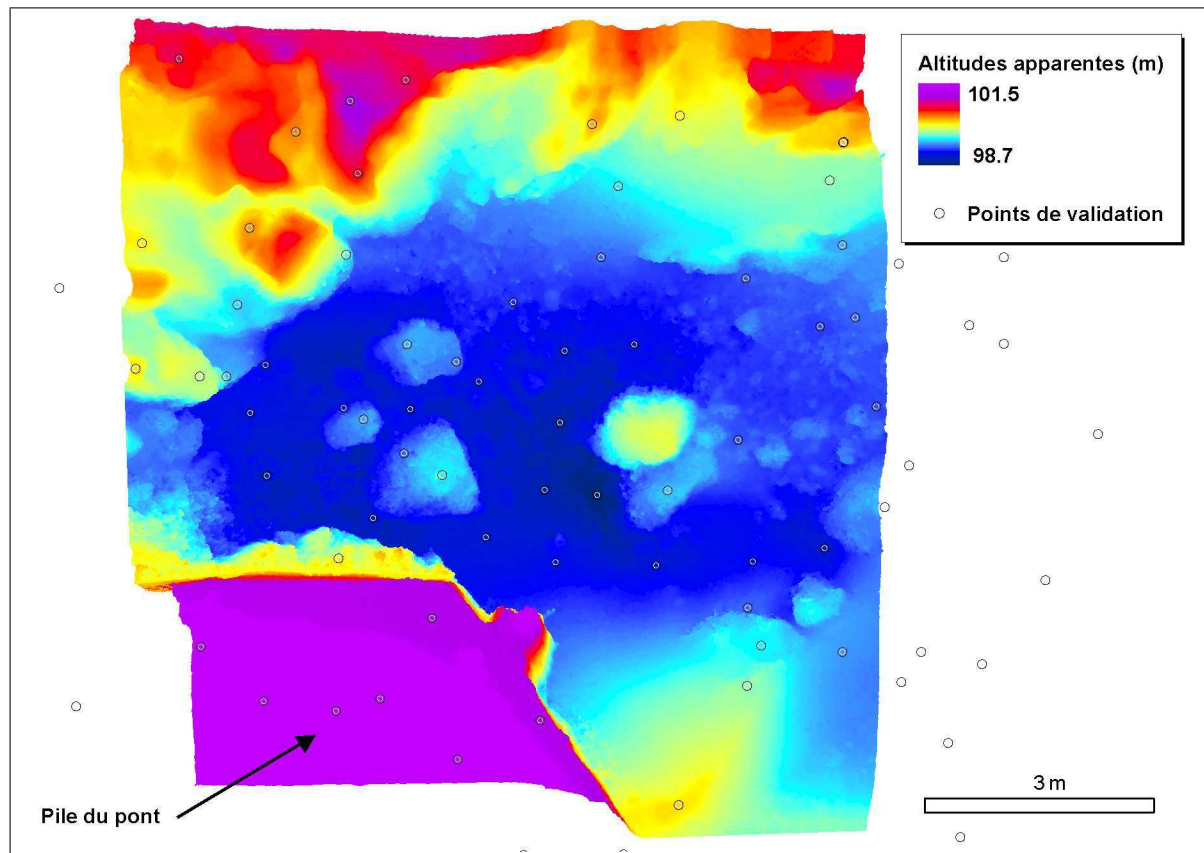 Altitudes apparentes (m)
101.5
98.7
Points de validation
3 m
Pile du pont